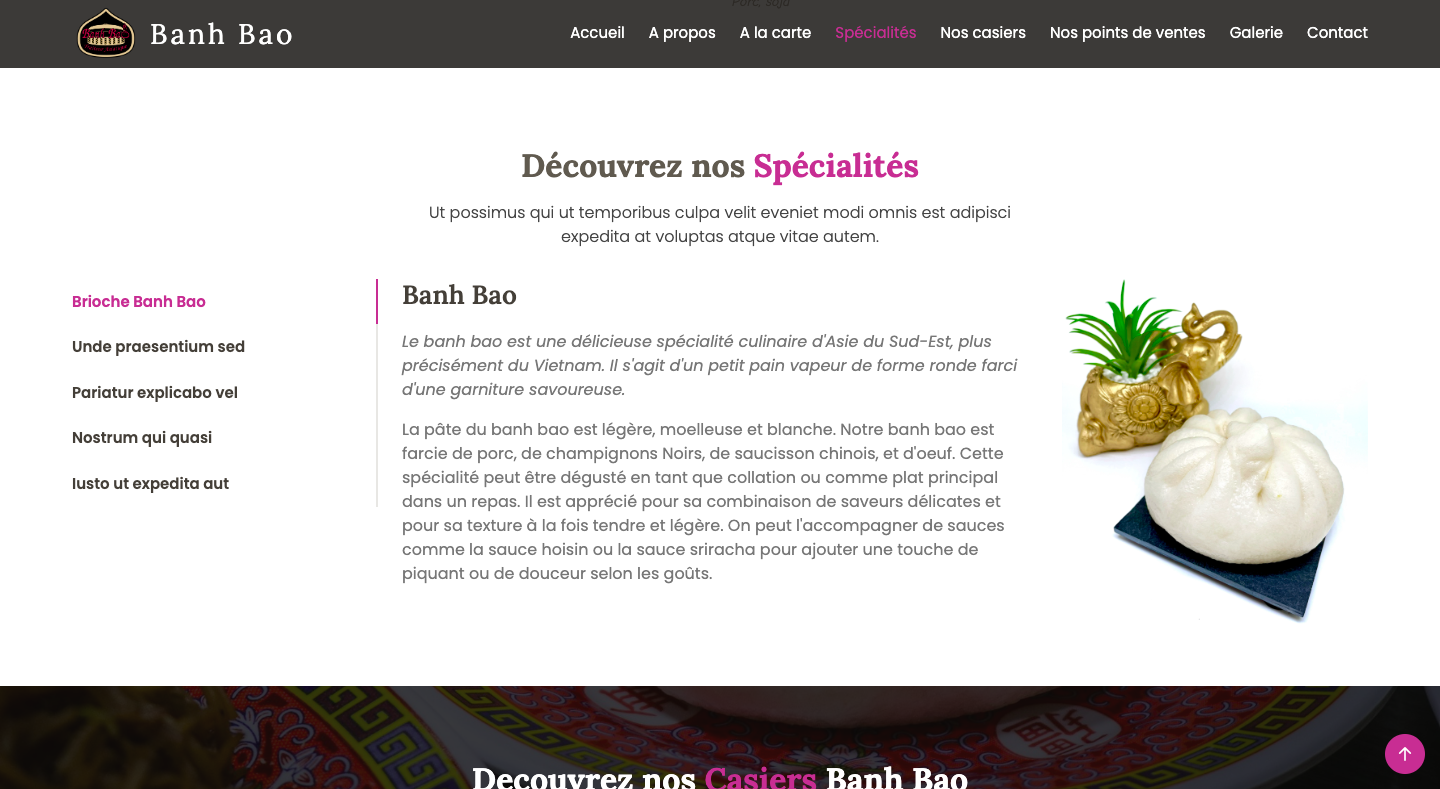 Porc, soja
Banh Bao
Accueil A propos A la carte Spécialités Nos casiers Nos points de ventes Galerie Contact
Découvrez nos Spécialités
Ut possimus qui ut temporibus culpa velit eveniet modi omnis est adipisci
expedita at voluptas atque vitae autem.
Brioche Banh Bao
Unde praesentium sed
Pariatur explicabo vel
Nostrum qui quasi
Iusto ut expedita aut
Banh Bao
Le banh bao est une délicieuse spécialité culinaire d'Asie du Sud-Est, plus
précisément du Vietnam. Il s'agit d'un petit pain vapeur de forme ronde farci
d'une garniture savoureuse.
La pâte du banh bao est légère, moelleuse et blanche. Notre banh bao est
farcie de porc, de champignons Noirs, de saucisson chinois, et d'oeuf. Cette
spécialité peut être dégusté en tant que collation ou comme plat principal
dans un repas. Il est apprécié pour sa combinaison de saveurs délicates et
pour sa texture à la fois tendre et légère. On peut l'accompagner de sauces
comme la sauce hoisin ou la sauce sriracha pour ajouter une touche de
piquant ou de douceur selon les goûts.
Decouvrez nos Casiers Banh Bao